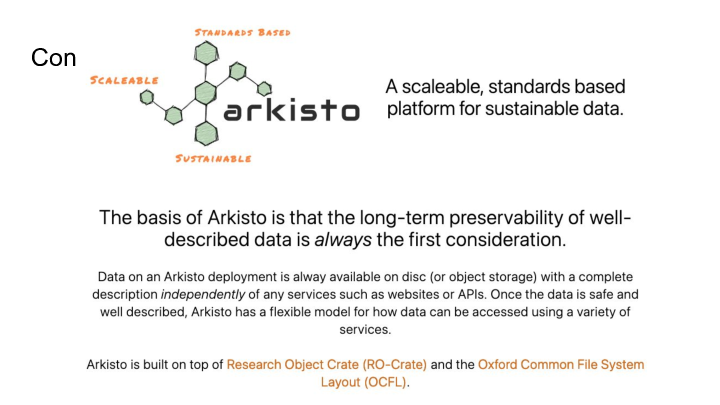 STANDARDS BASED
Con
SCALEABLE
arkisto
SUSTAINABLE
A scaleable, standards based
platform for sustainable data.
The basis of Arkisto is that the long-term preservability of well-
described data is always the first consideration.
Data on an Arkisto deployment is alway available on disc (or object storage) with a complete
description independently of any services such as websites or APIs. Once the data is safe and
well described, Arkisto has a flexible model for how data can be accessed using a variety of
services.
Arkisto is built on top of Research Object Crate (RO-Crate) and the Oxford Common File System
Layout (OCFL).